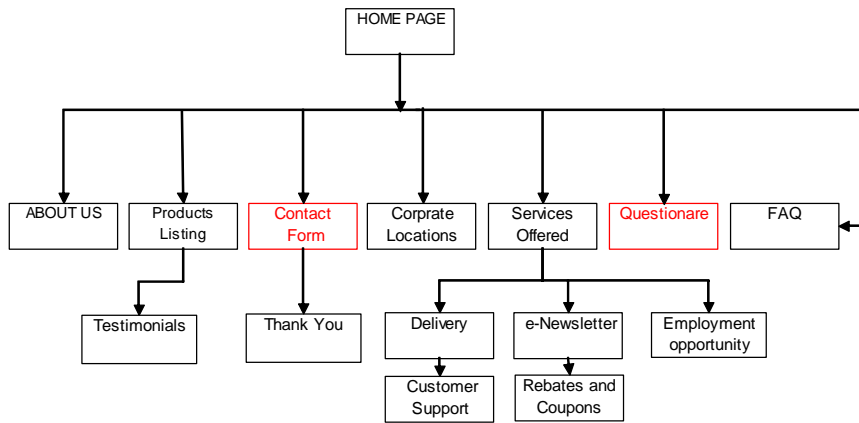 HOME PAGE
ABOUT US
Products
Listing
Contact
Form
Corprate
Locations
Services
Offered
Questionare
FAQ
Testimonials
Thank You
Delivery
e-Newsletter
Employment
opportunity
Customer
Support
Rebates and
Coupons